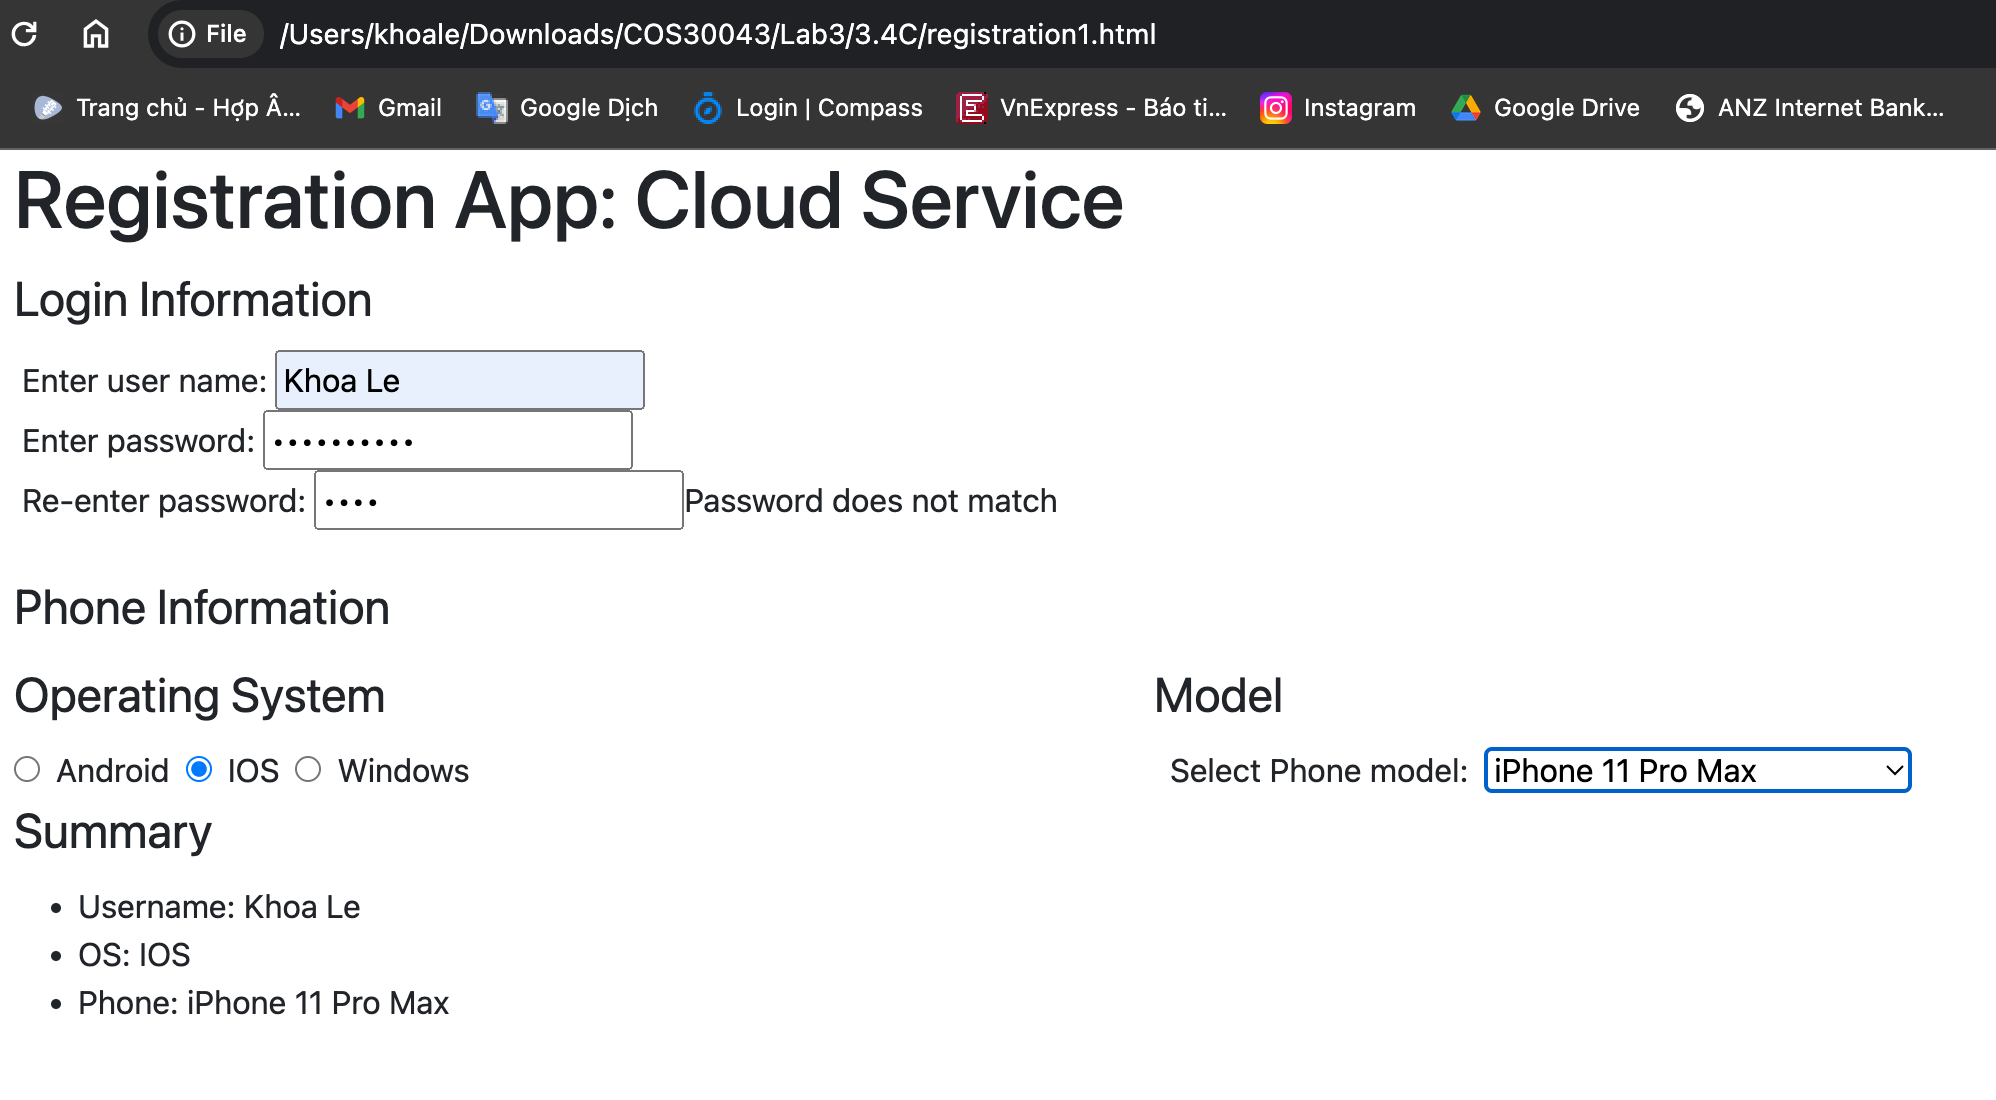 File /Users/khoale/Downloads/COS30043/Lab3/3.4C/registration1.html
Trang chủ - Hợp Â... Gmail Google Dịch Login | Compass VnExpress - Báo ti... Instagram Google Drive ANZ Internet Bank...
Registration App: Cloud Service
Login Information
Enter user name: Khoa Le
Enter password: ••••••••••
Re-enter password: •••• Password does not match
Phone Information
Operating System
Model
Android IOS Windows
Select Phone model: iPhone 11 Pro Max
Summary
• Username: Khoa Le
• OS: IOS
• Phone: iPhone 11 Pro Max